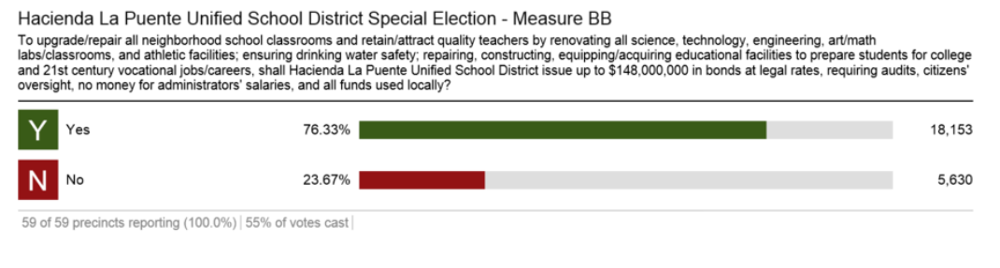 Hacienda La Puente Unified School District Special Election - Measure BB
To upgrade/repair all neighborhood school classrooms and retain/attract quality teachers by renovating all science, technology, engineering, art/math
labs/classrooms, and athletic facilities; ensuring drinking water safety; repairing, constructing, equipping/acquiring educational facilities to prepare students for college
and 21st century vocational jobs/careers, shall Hacienda La Puente Unified School District issue up to $148,000,000 in bonds at legal rates, requiring audits, citizens'
oversight, no money for administrators' salaries, and all funds used locally?
Y Yes 76.33% 18,153
N No 23.67% 5,630
59 of 59 precincts reporting (100.0%) | 55% of votes cast |